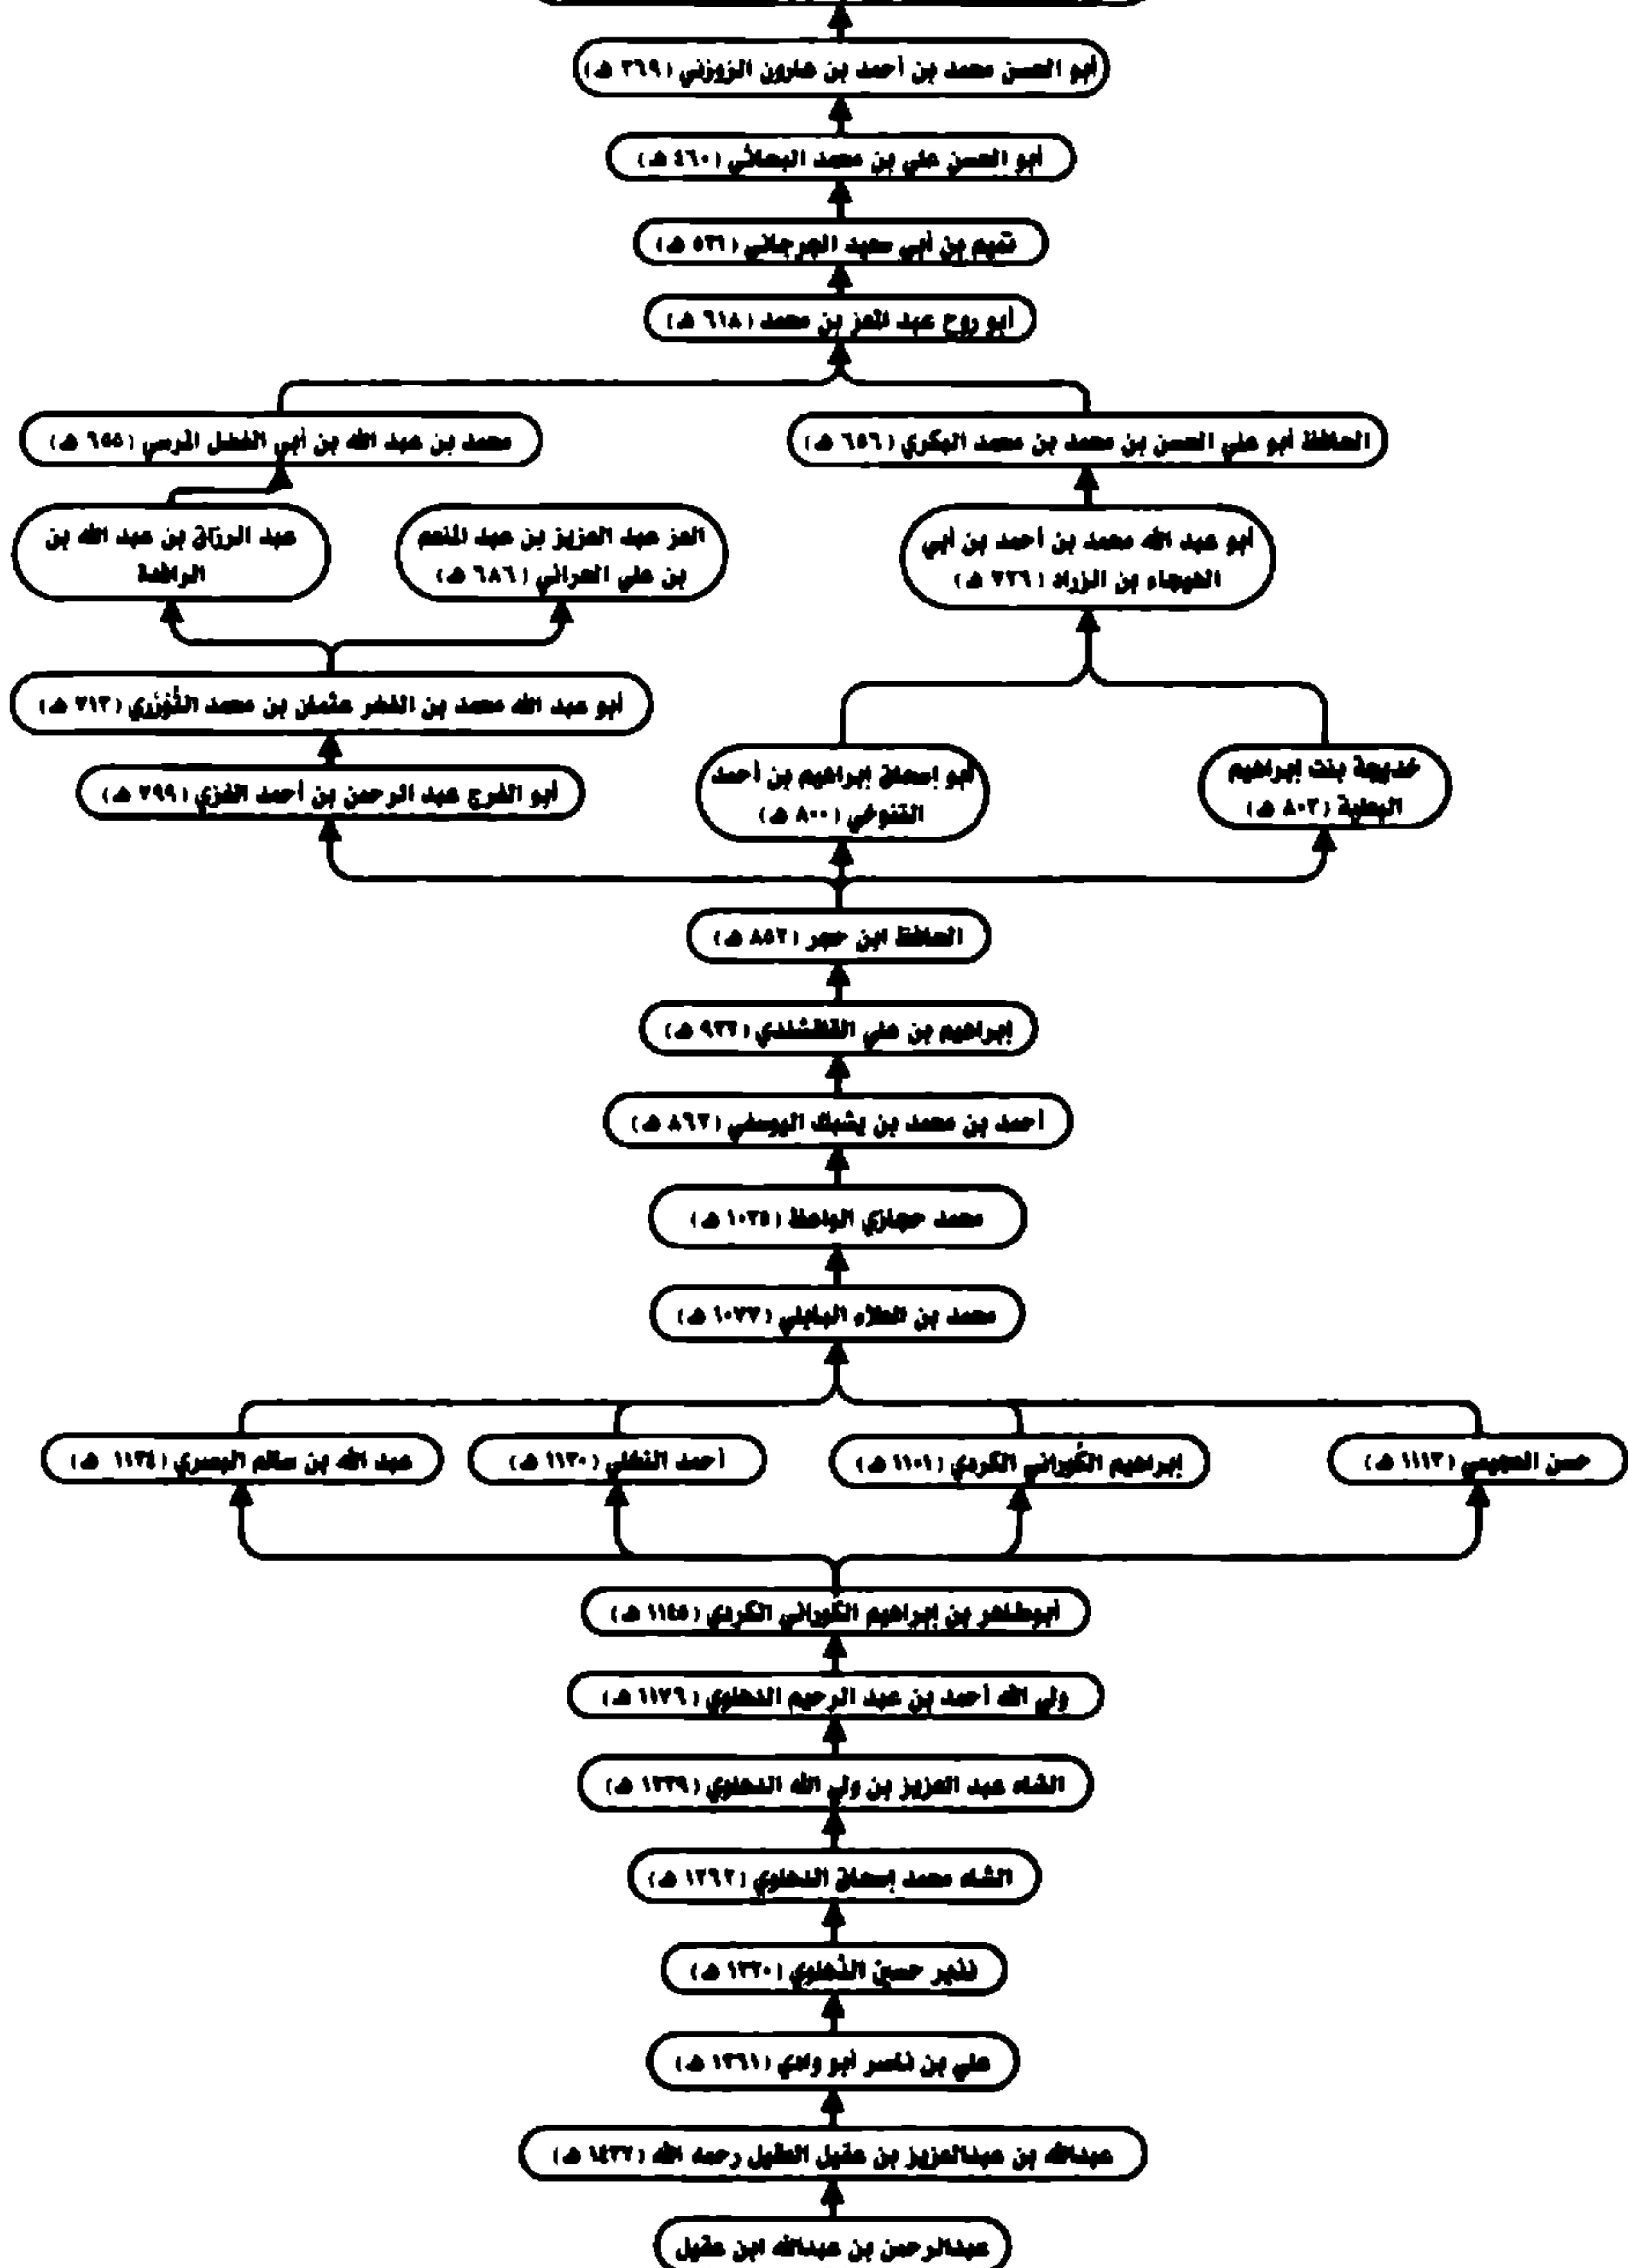 أبو الحسن محمد بن أحمد بن هارون الزوزني (٣٦٩ هـ)
أبو الحسن علي بن محمد البحاثي (٤٦٠ هـ)
تميم بن أبي سعيد الجرجاني (٥٣١ هـ)
أبو روح عبد المعز بن محمد (٦١٨ هـ)
الحافظ أبو علي الحسن بن محمد بن محمد البكري (٦٥٦ هـ)
محمد بن عبد الله بن أبي الفضل المرسي (٦٥٥ هـ)
أبو عبد الله محمد بن أحمد بن أبي
الهيجاء بن الزراد (٧٢٦ هـ)
العز عبد العزيز بن عبد المنعم
بن علي الحراني (٦٨٦ هـ)
عبد الرزاق بن عبد الله بن
أبو عبد الله محمد بن الفخر عثمان بن محمد التُّوْزَري (٧١٣ هـ)
خديجة بنت إبراهيم
البعلية (٨٠٣ هـ)
أبو إسحاق إبراهيم بن أحمد
التنوخي (٨٠٠ هـ)
أبو الفرج عبد الرحمن بن أحمد الغزي (٧٩٩ هـ)
الحافظ ابن حجر (٨٥٢ هـ)
إبراهيم بن علي القلقشندي (٩٢٢ هـ)
أحمد بن محمد بن يشبك اليوسفي (٨٦٢ هـ)
محمد حجازي الواعظ (١٠٣٥ هـ)
محمد بن العلاء البابلي (١٠٧٧ هـ)
حسن العجيمي (١١١٣ هـ)
إبراهيم الكُوراني الكردي (١١٠١ هـ)
أحمد النخلي (١١٣٠ هـ)
عبد الله بن سالم البصري (١١٣٤ هـ)
أبوطاهر بن إبراهيم الكوراني الكردي (١١٤٥ هـ)
ولي الله أحمد بن عبد الرحيم الدهلوي (١١٧٦ هـ)
الشاه عبد العزيز بن ولي الله الدهلوي (١٢٣٩ هـ)
الشاه محمد إسحاق الدهلوي (١٢٦٢ هـ)
نذير حسين الدهلوي (١٣٢٠ هـ)
علي بن ناصر أبو وادي (١٣٦١ هـ)
عبدالله بن عبدالعزيز بن عقيل العقيل رحمه الله (١٤٣٢ هـ)
عبدالرحمن بن عبدالله ابن عقيل